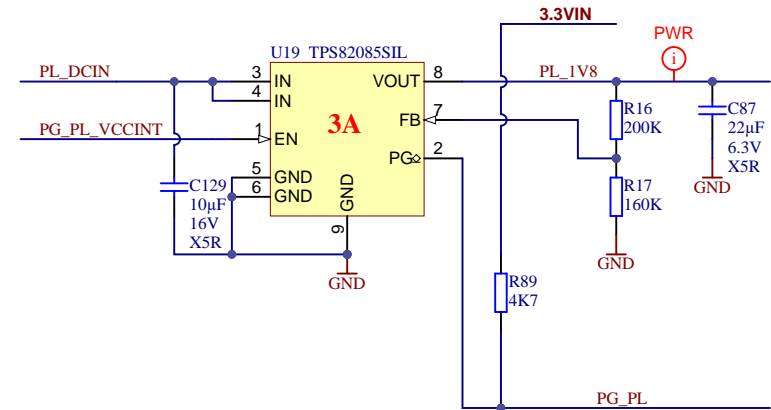 3.3VIN
PWR
i
U19 TPS82085SIL
PL_DCIN
3 IN
4 IN
VOUT 8
PL_1V8
PG_PL_VCCINT
1 EN
3A
FB 7
PG 2
R16
200K
C87
22µF
6.3V
X5R
GND
5 GND
6 GND
GND
9
C129
10µF
16V
X5R
R17
160K
GND
GND
R89
4K7
PG_PL